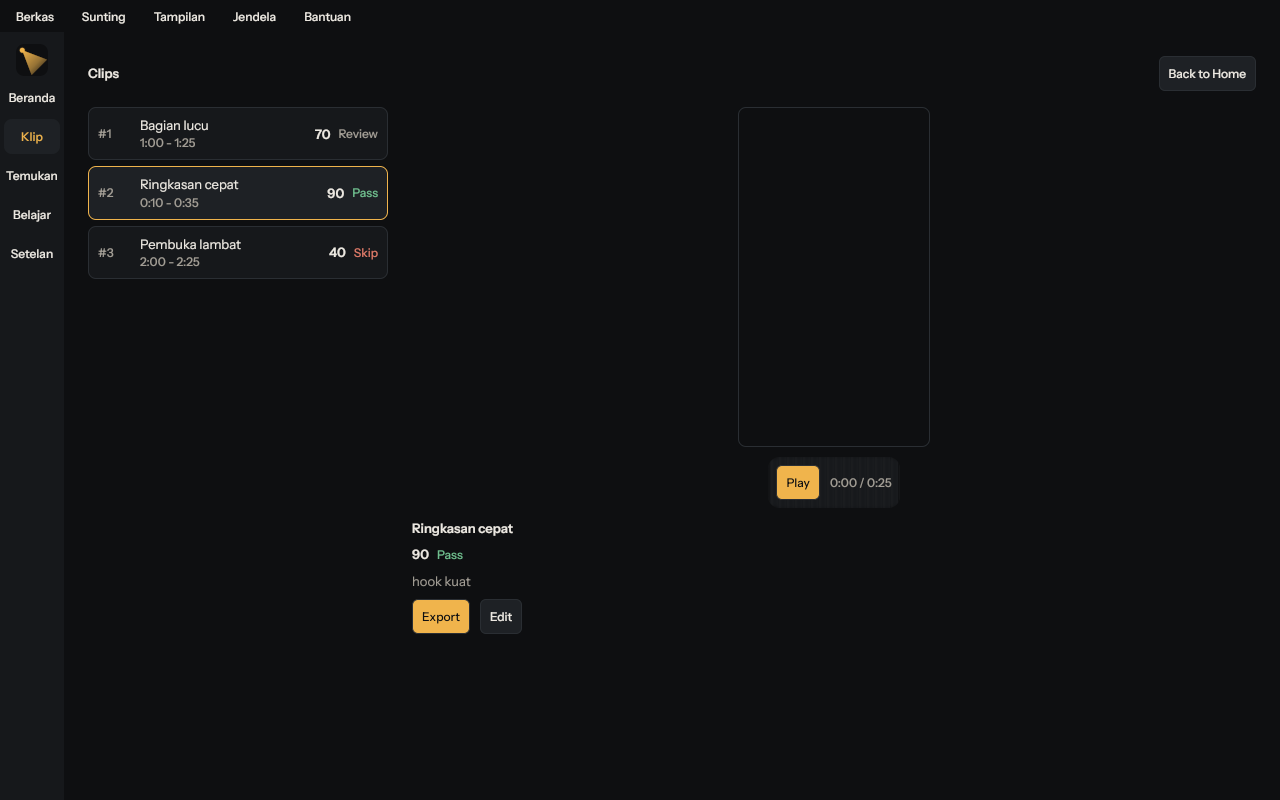 Berkas Sunting Tampilan Jendela Bantuan
Beranda
Klip
Temukan
Belajar
Setelan
Clips
Back to Home
#1 Bagian lucu 70 Review
1:00 - 1:25
#2 Ringkasan cepat 90 Pass
0:10 - 0:35
#3 Pembuka lambat 40 Skip
2:00 - 2:25
Play 0:00 / 0:25
Ringkasan cepat
90 Pass
hook kuat
Export Edit